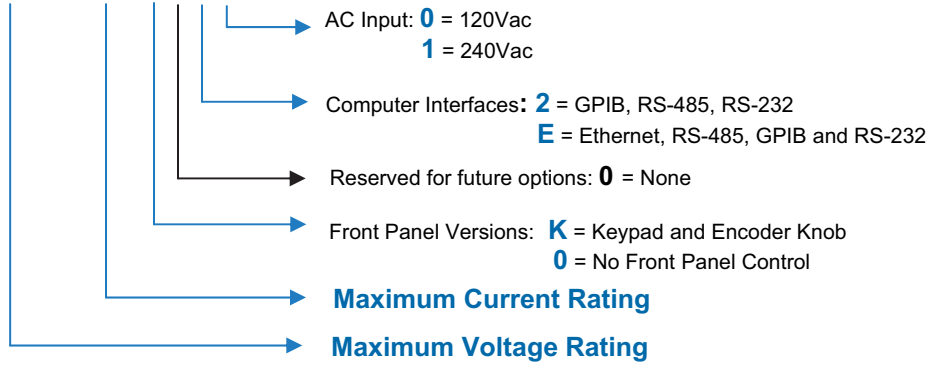 AC Input: 0 = 120Vac
1 = 240Vac
Computer Interfaces: 2 = GPIB, RS-485, RS-232
E = Ethernet, RS-485, GPIB and RS-232
Reserved for future options: 0 = None
Front Panel Versions: K = Keypad and Encoder Knob
0 = No Front Panel Control
Maximum Current Rating
Maximum Voltage Rating